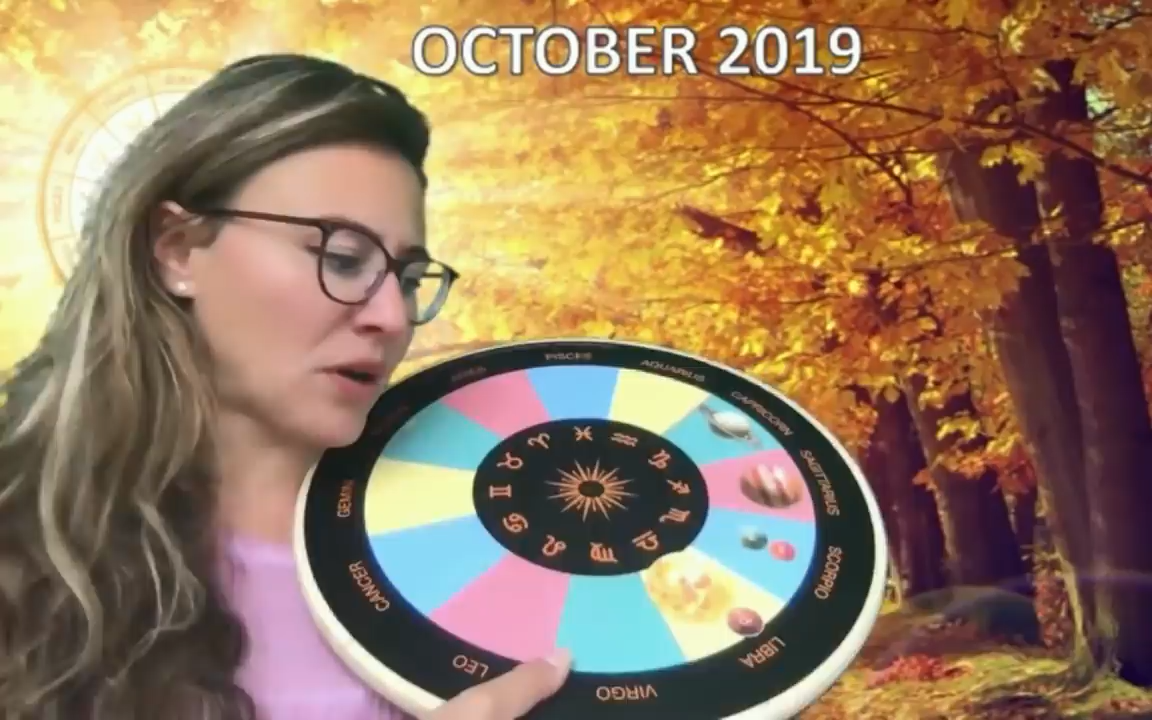 OCTOBER 2019
PISCES
AQUARIUS
CAPRICORN
SAGITTARIUS
SCORPIO
LIBRA
VIRGO
LEO
CANCER
GEMINI